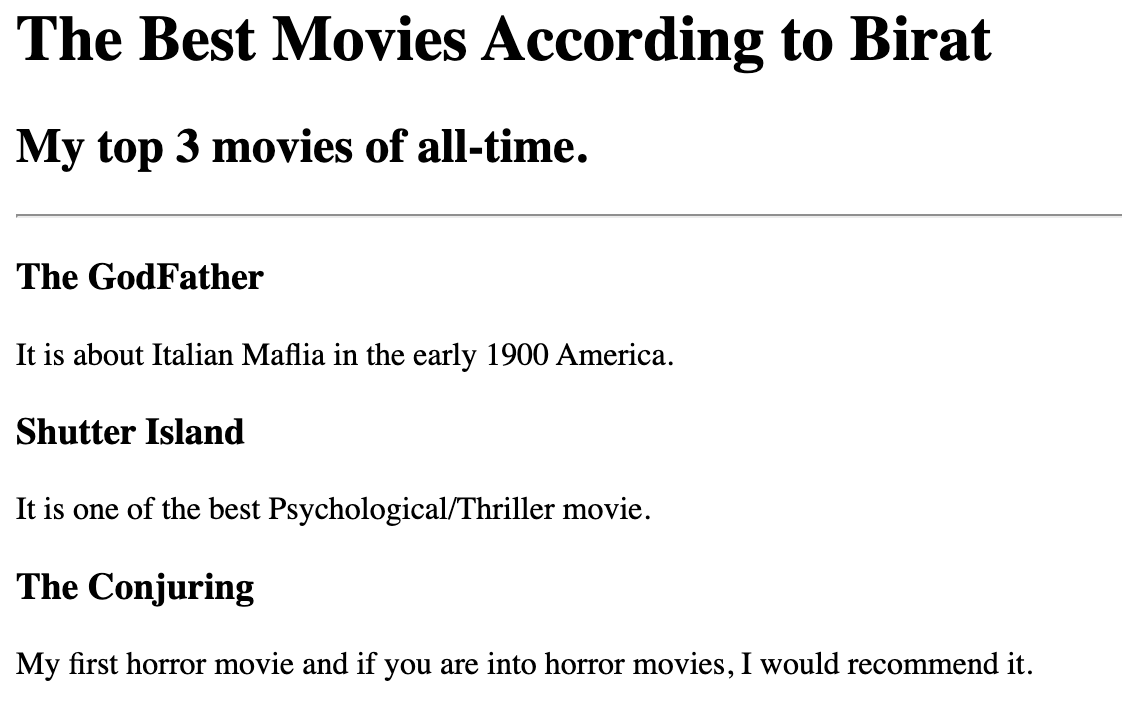 The Best Movies According to Birat
My top 3 movies of all-time.
The GodFather
It is about Italian Maflia in the early 1900 America.
Shutter Island
It is one of the best Psychological/Thriller movie.
The Conjuring
My first horror movie and if you are into horror movies, I would recommend it.